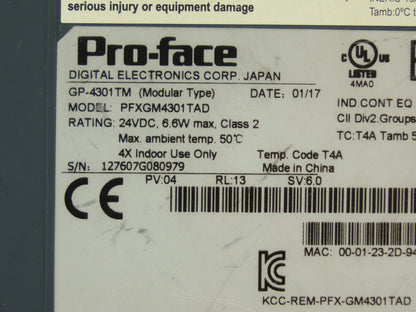 serious injury or equipment damage
Tamb:0°C t
Pro-face
DIGITAL ELECTRONICS CORP. JAPAN
GP-4301TM (Modular Type) DATE: 01/17
MODEL: PFXGM4301TAD
RATING: 24VDC, 6.6W max, Class 2
Max. ambient temp. 50℃
4X Indoor Use Only Temp. Code T4A
S/N: 127607G080979 Made in China
PV:04 RL:13 SV:6.0
CE
C UL US
LISTED
4MA0
IND.CONT.EQ
CII Div2.Groups
TC:T4A Tamb 5
MAC: 00-01-23-2D-94
KCC-REM-PFX-GM4301TAD